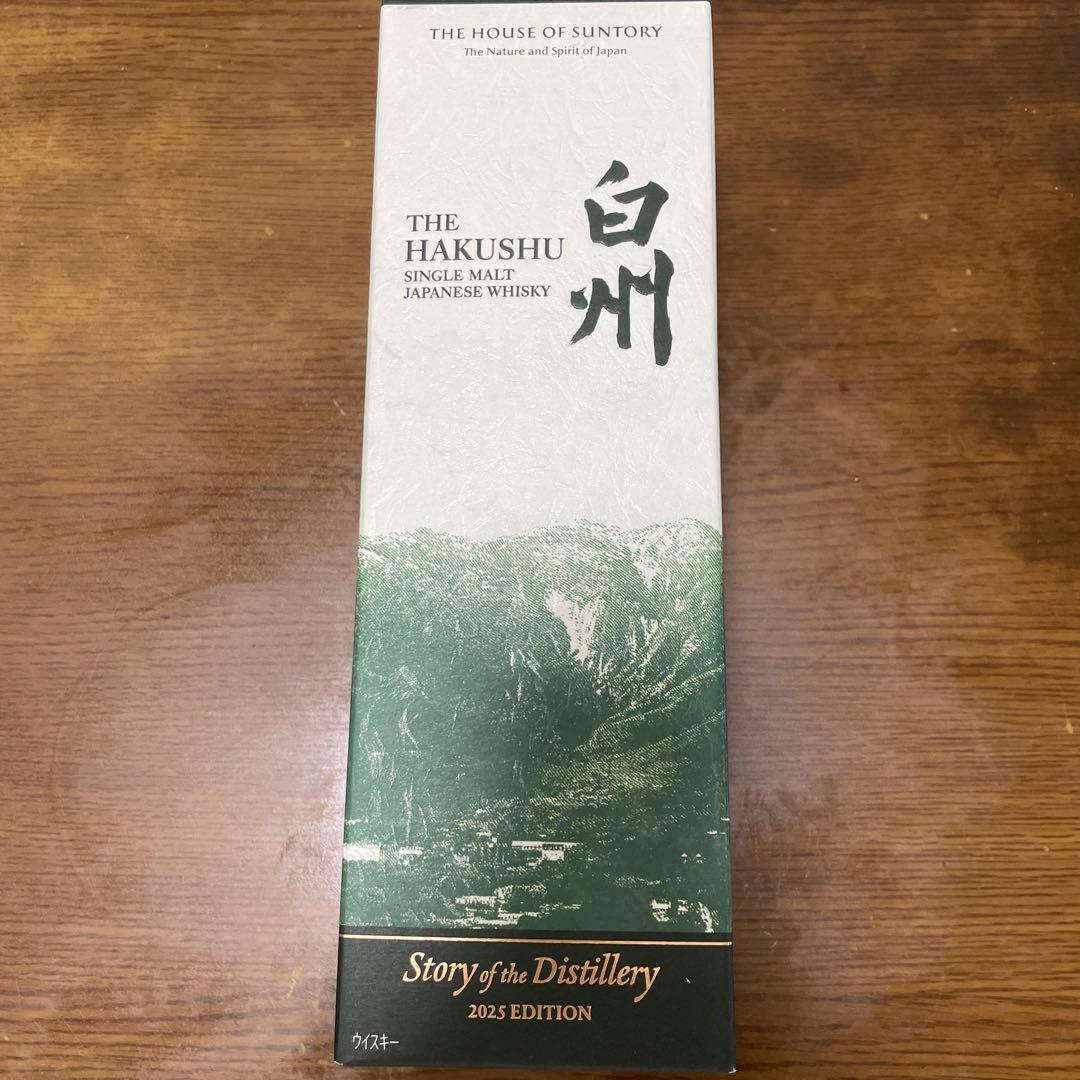 THE HOUSE OF SUNTORY
The Nature and Spirit of Japan
白州
THE
HAKUSHU
SINGLE MALT
JAPANESE WHISKY
Story of the Distillery
2025 EDITION
ウイスキー